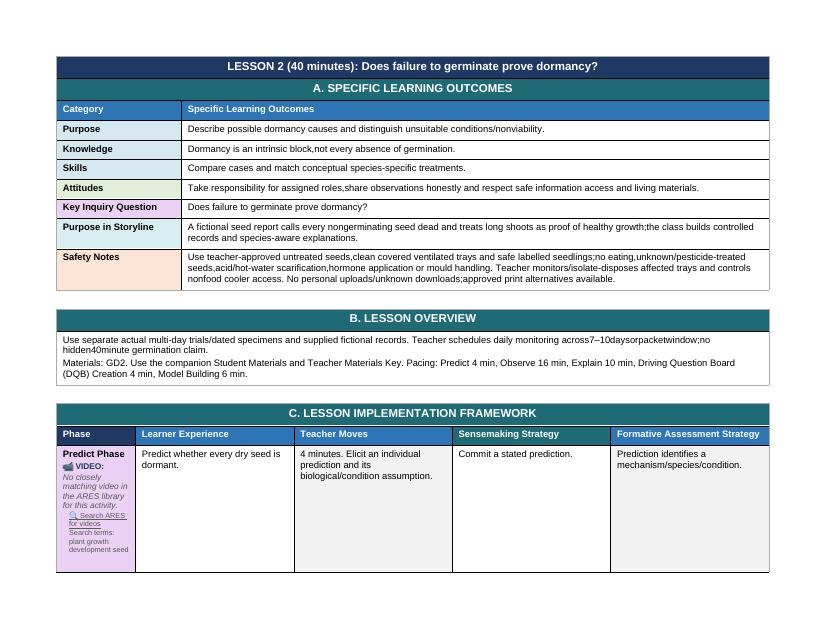 LESSON 2 (40 minutes): Does failure to germinate prove dormancy?
A. SPECIFIC LEARNING OUTCOMES
Category Specific Learning Outcomes
Purpose Describe possible dormancy causes and distinguish unsuitable conditions/nonviability.
Knowledge Dormancy is an intrinsic block,not every absence of germination.
Skills Compare cases and match conceptual species-specific treatments.
Attitudes Take responsibility for assigned roles,share observations honestly and respect safe information access and living materials.
Key Inquiry Question Does failure to germinate prove dormancy?
Purpose in Storyline A fictional seed report calls every nongerminating seed dead and treats long shoots as proof of healthy growth;the class builds controlled
records and species-aware explanations.
Safety Notes Use teacher-approved untreated seeds,clean covered ventilated trays and safe labelled seedlings;no eating,unknown/pesticide-treated
seeds,acid/hot-water scarification,hormone application or mould handling. Teacher monitors/isolate-disposes affected trays and controls
nonfood cooler access. No personal uploads/unknown downloads;approved print alternatives available.
B. LESSON OVERVIEW
Use separate actual multi-day trials/dated specimens and supplied fictional records. Teacher schedules daily monitoring across7–10daysorpacketwindow;no
hidden40minute germination claim.
Materials: GD2. Use the companion Student Materials and Teacher Materials Key. Pacing: Predict 4 min, Observe 16 min, Explain 10 min, Driving Question Board
(DQB) Creation 4 min, Model Building 6 min.
C. LESSON IMPLEMENTATION FRAMEWORK
Phase Learner Experience Teacher Moves Sensemaking Strategy Formative Assessment Strategy
Predict Phase
VIDEO:
No closely
matching video in
the ARES library
for this activity.
Search ARES
for videos
Search terms:
plant growth
development seed
Predict whether every dry seed is
dormant.
4 minutes. Elicit an individual
prediction and its
biological/condition assumption.
Commit a stated prediction.
Prediction identifies a
mechanism/species/condition.